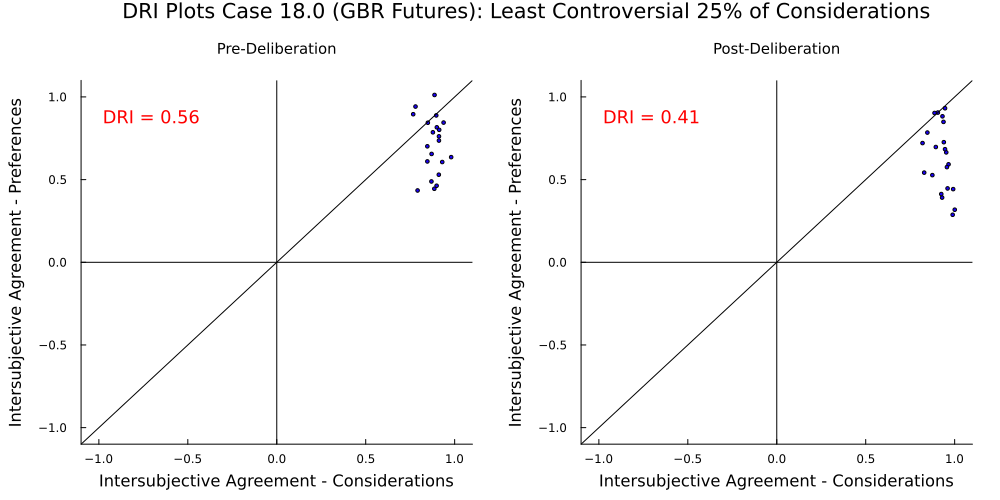 DRI Plots Case 18.0 (GBR Futures): Least Controversial 25% of Considerations
Pre-Deliberation
DRI = 0.56
1.0
0.5
0.0
−0.5
−1.0
−1.0 −0.5 0.0 0.5 1.0
Intersubjective Agreement - Preferences
Intersubjective Agreement - Considerations
Post-Deliberation
DRI = 0.41
1.0
0.5
0.0
−0.5
−1.0
−1.0 −0.5 0.0 0.5 1.0
Intersubjective Agreement - Preferences
Intersubjective Agreement - Considerations